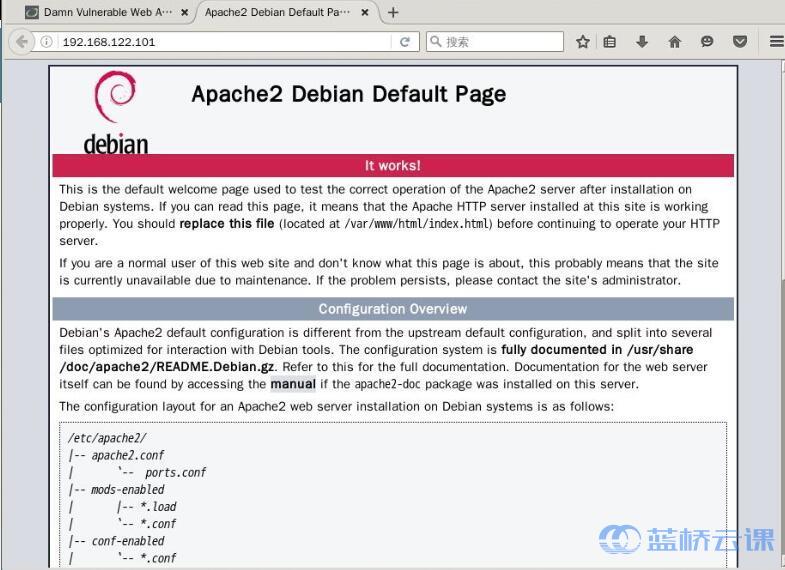 Damn Vulnerable Web A··· ×
Apache2 Debian Default Pa··· ×
192.168.122.101
搜索
debian
Apache2 Debian Default Page
It works!
This is the default welcome page used to test the correct operation of the Apache2 server after installation on
Debian systems. If you can read this page, it means that the Apache HTTP server installed at this site is working
properly. You should replace this file (located at /var/www/html/index.html) before continuing to operate your HTTP
server.
If you are a normal user of this web site and don't know what this page is about, this probably means that the site
is currently unavailable due to maintenance. If the problem persists, please contact the site's administrator.
Configuration Overview
Debian's Apache2 default configuration is different from the upstream default configuration, and split into several
files optimized for interaction with Debian tools. The configuration system is fully documented in /usr/share
/doc/apache2/README.Debian.gz. Refer to this for the full documentation. Documentation for the web server
itself can be found by accessing the manual if the apache2-doc package was installed on this server.
The configuration layout for an Apache2 web server installation on Debian systems is as follows:
/etc/apache2/
|-- apache2.conf
|       `--  ports.conf
|-- mods-enabled
|       |-- *.load
|       `-- *.conf
|-- conf-enabled
|       `-- *.conf
蓝桥云课